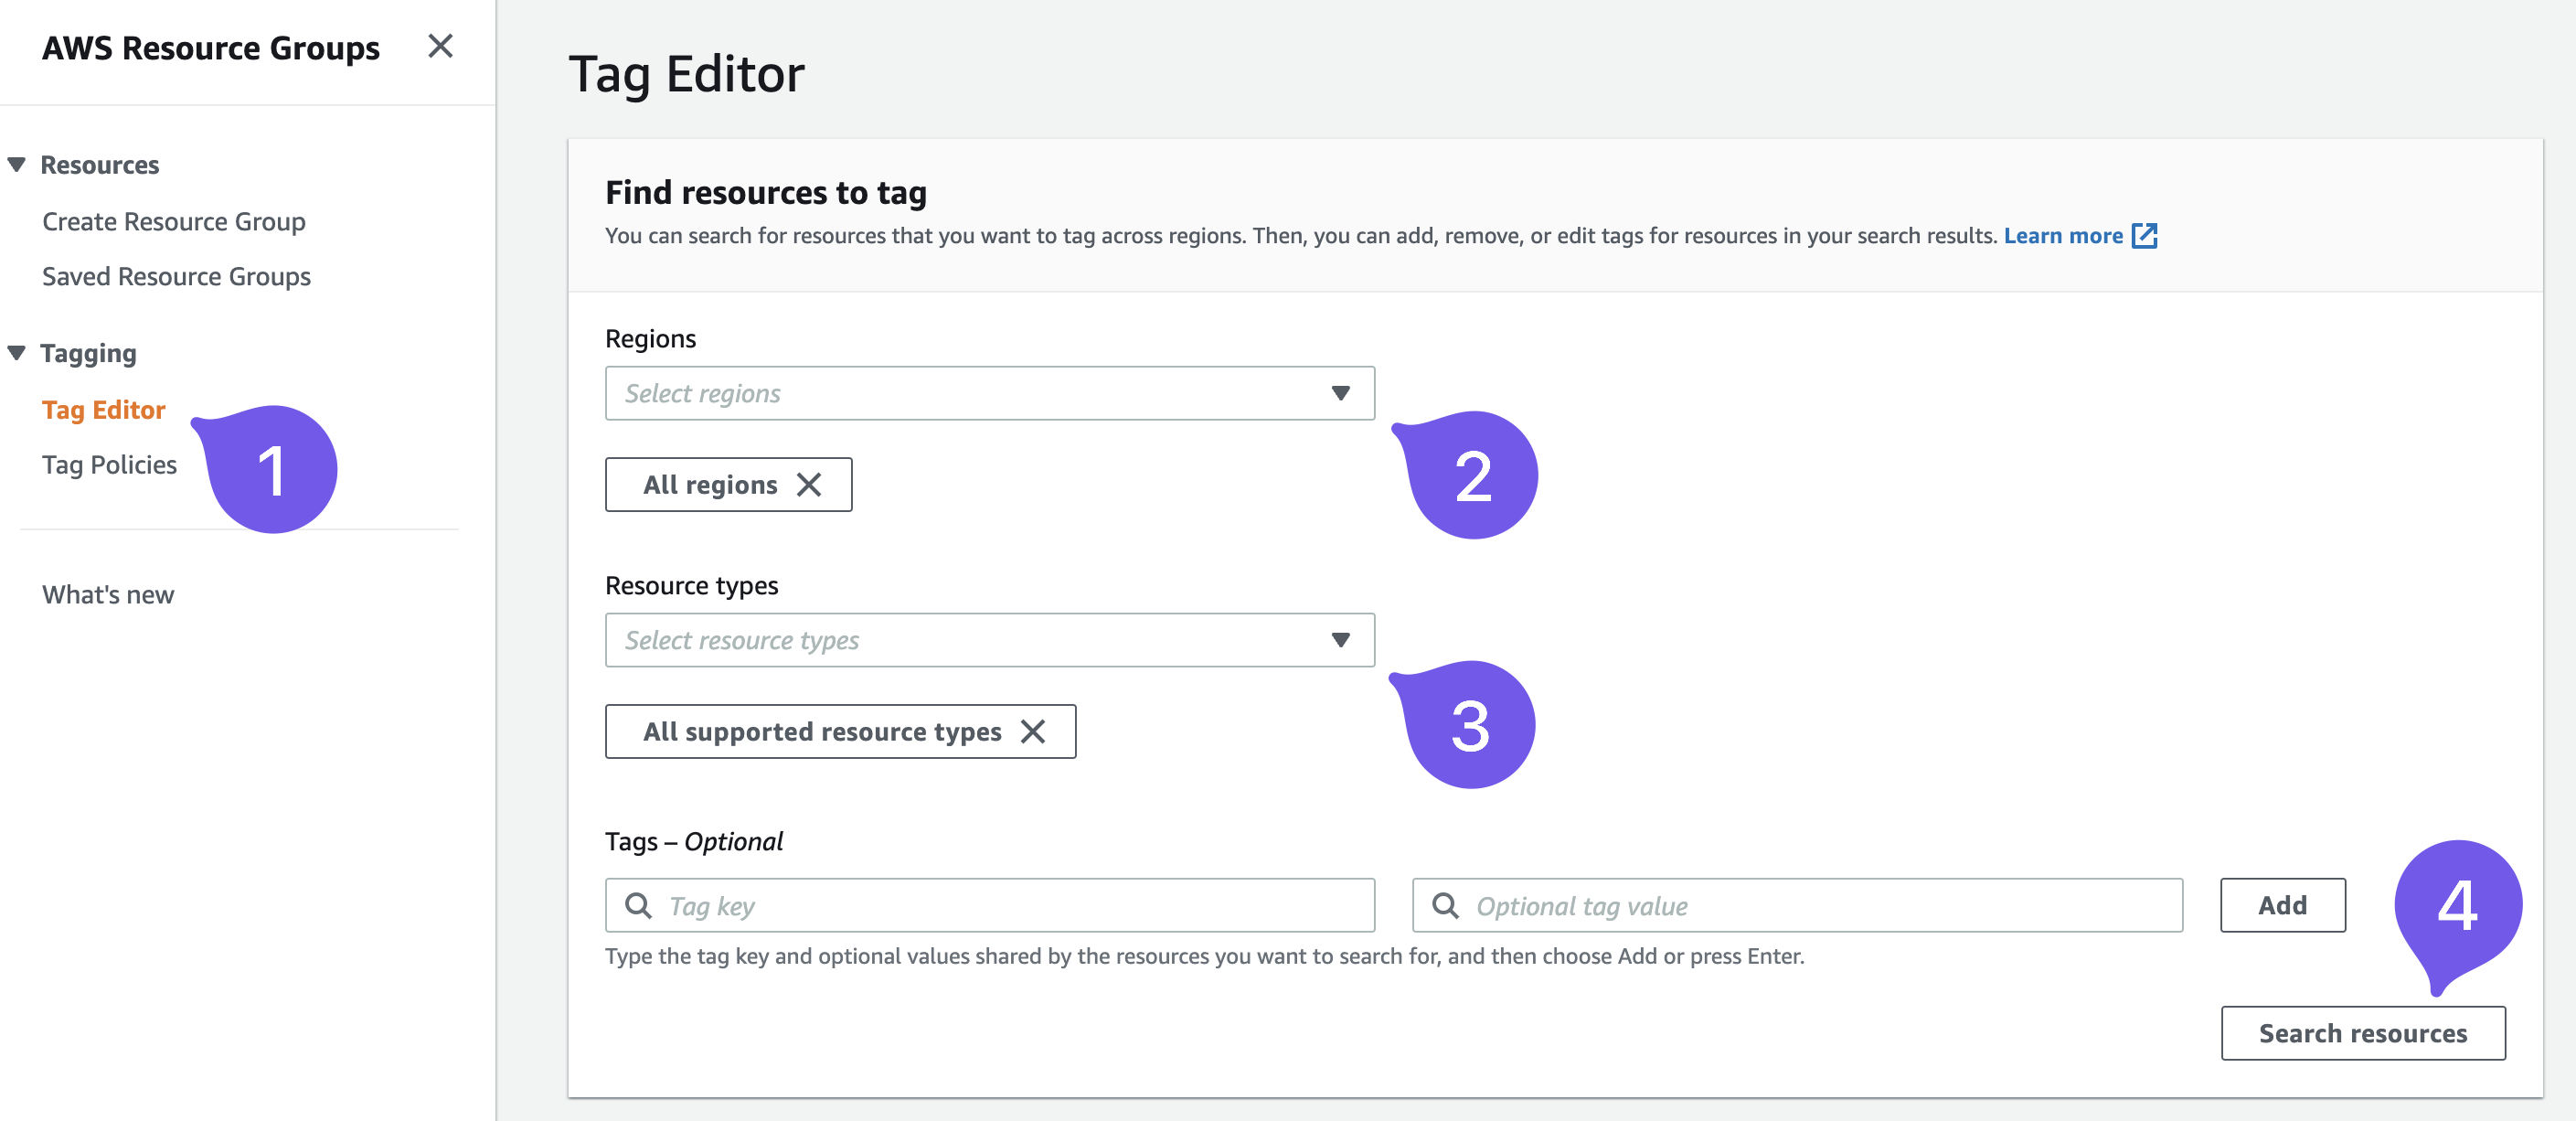 AWS Resource Groups
Resources
Create Resource Group
Saved Resource Groups
Tagging
Tag Editor
1
Tag Policies
What's new
Tag Editor
Find resources to tag
You can search for resources that you want to tag across regions. Then, you can add, remove, or edit tags for resources in your search results. Learn more
Regions
Select regions
2
All regions
Resource types
Select resource types
3
All supported resource types
Tags – Optional
Tag key
Optional tag value
Add
4
Type the tag key and optional values shared by the resources you want to search for, and then choose Add or press Enter.
Search resources